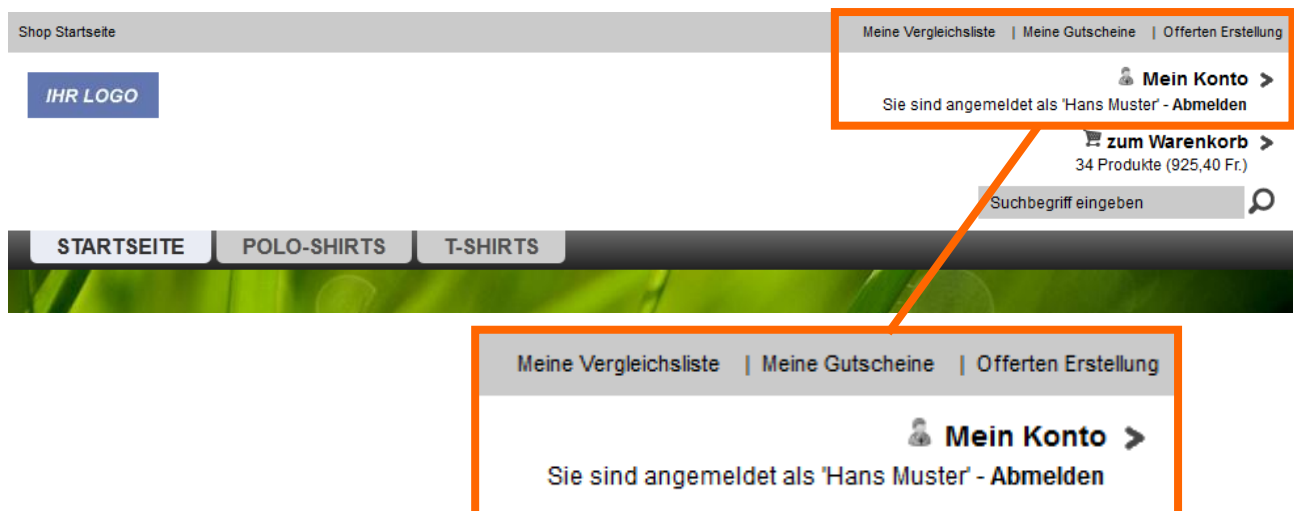 Shop Startseite
Meine Vergleichsliste | Meine Gutscheine | Offerten Erstellung
IHR LOGO
Mein Konto >
Sie sind angemeldet als 'Hans Muster' - Abmelden
zum Warenkorb >
34 Produkte (925,40 Fr.)
Suchbegriff eingeben
STARTSEITE POLO-SHIRTS T-SHIRTS
Meine Vergleichsliste | Meine Gutscheine | Offerten Erstellung
Mein Konto >
Sie sind angemeldet als 'Hans Muster' - Abmelden